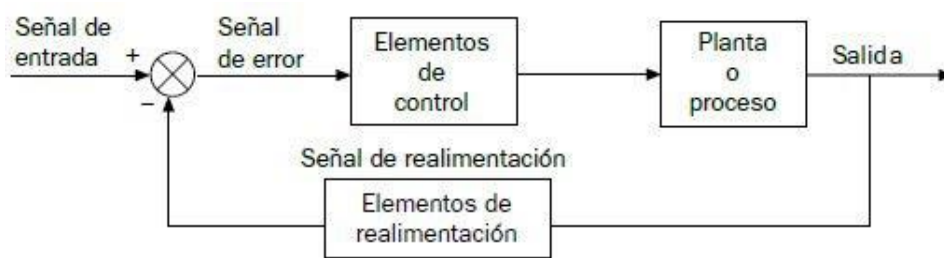 Señal de
entrada
+
−
Señal
de error
Elementos
de
control
Planta
o
proceso
Salida
Señal de realimentación
Elementos de
realimentación